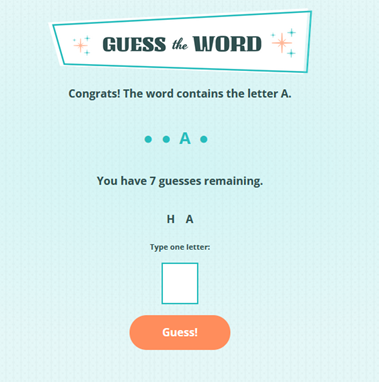 GUESS the WORD
Congrats! The word contains the letter A.
● ● A ●
You have 7 guesses remaining.
H A
Type one letter:
Guess!